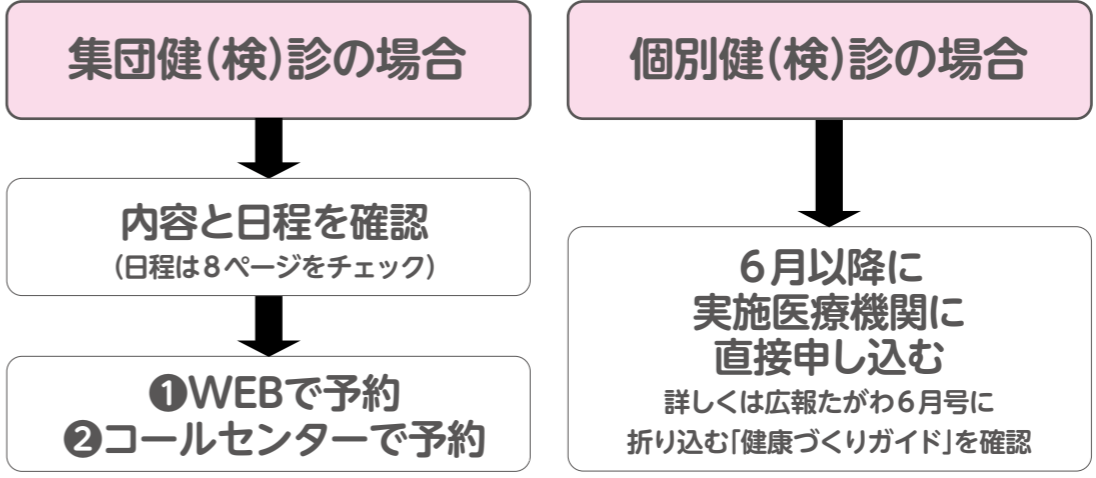 集団健(検)診の場合
内容と日程を確認
(日程は8ページをチェック)
❶WEBで予約
❷コールセンターで予約
個別健(検)診の場合
6月以降に
実施医療機関に
直接申し込む
詳しくは広報たがわ6月号に
折り込む「健康づくりガイド」を確認